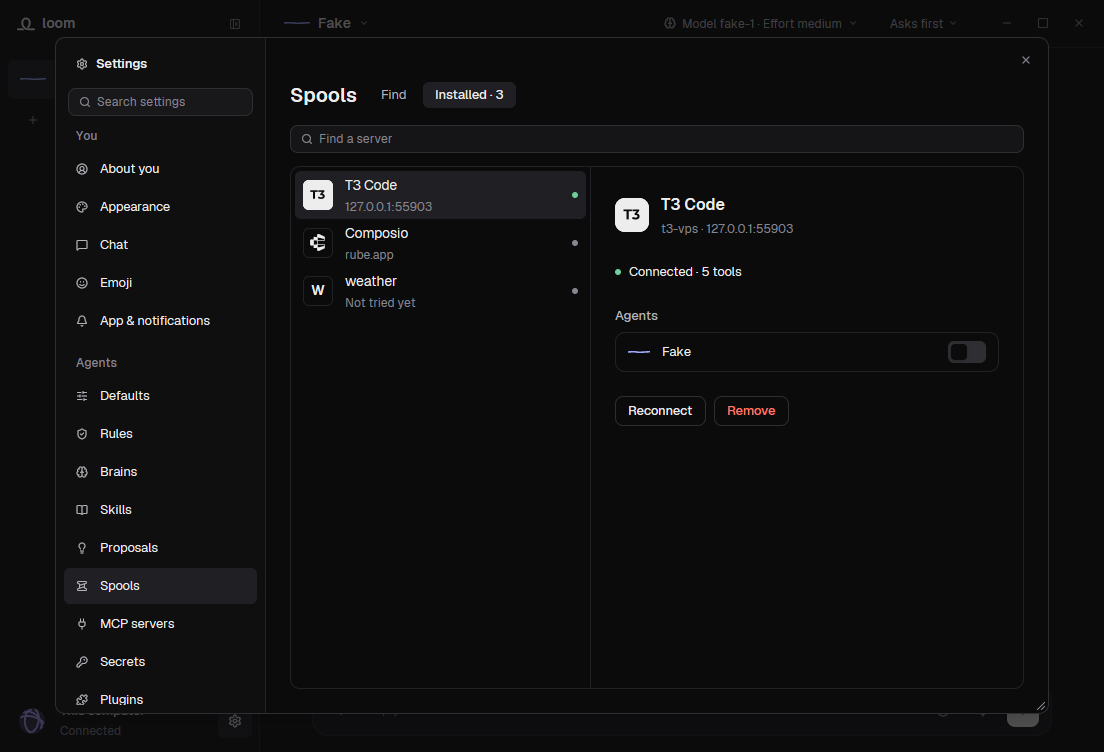 loom
Fake
Model fake-1 · Effort medium
Asks first
Settings
Search settings
You
About you
Appearance
Chat
Emoji
App & notifications
Agents
Defaults
Rules
Brains
Skills
Proposals
Spools
MCP servers
Secrets
Plugins
Connected
Spools
Find
Installed · 3
Find a server
T3
T3 Code
127.0.0.1:55903
Composio
rube.app
W
weather
Not tried yet
T3
T3 Code
t3-vps · 127.0.0.1:55903
Connected · 5 tools
Agents
Fake
Reconnect
Remove